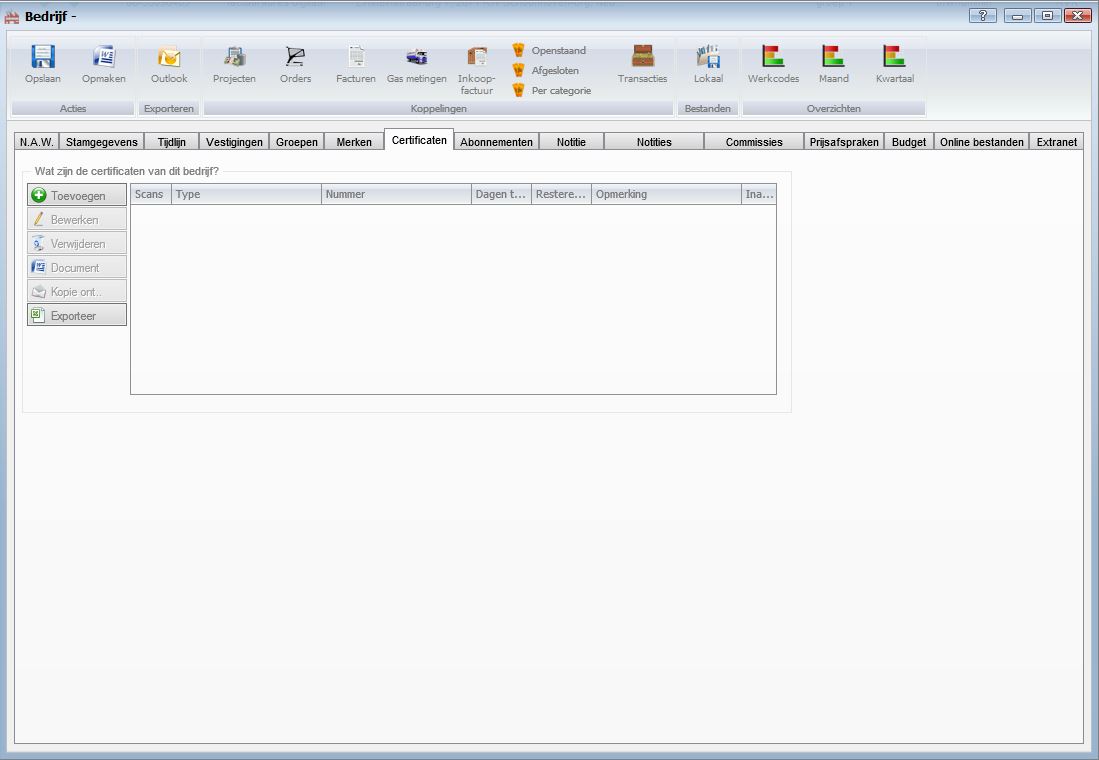 Bedrijf -
Opslaan Opmaken Outlook Projecten Orders Facturen Gas metingen Inkoop-factuur Openstaand Afgesloten Per categorie Transacties Lokaal Werkcodes Maand Kwartaal
Acties Exporteren Koppelingen Bestanden Overzichten
N.A.W. Stamgegevens Tijdlijn Vestigingen Groepen Merken Certificaten Abonnementen Notitie Notities Commissies Prijsafspraken Budget Online bestanden Extranet
Wat zijn de certificaten van dit bedrijf?
Toevoegen
Bewerken
Verwijderen
Document
Kopie ont..
Exporteer
Scans Type Nummer Dagen t... Restere... Opmerking Ina...